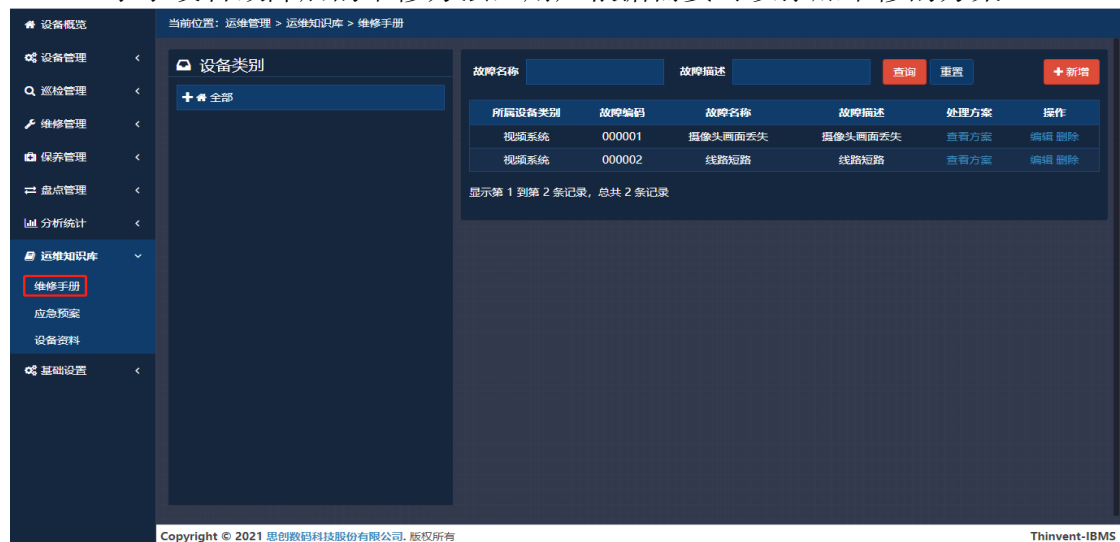 设备概览
当前位置：运维管理 > 运维知识库 > 维修手册
设备管理
巡检管理
维修管理
保养管理
盘点管理
分析统计
运维知识库
维修手册
应急预案
设备资料
基础设置
设备类别
全部
故障名称 故障描述 查询 重置 新增
所属设备类别 故障编码 故障名称 故障描述 处理方案 操作
视频系统 000001 摄像头画面丢失 摄像头画面丢失 查看方案 编辑 删除
视频系统 000002 线路短路 线路短路 查看方案 编辑 删除
显示第 1 到第 2 条记录，总共 2 条记录
Copyright © 2021 思创数码科技股份有限公司. 版权所有 Thinvent-IBMS